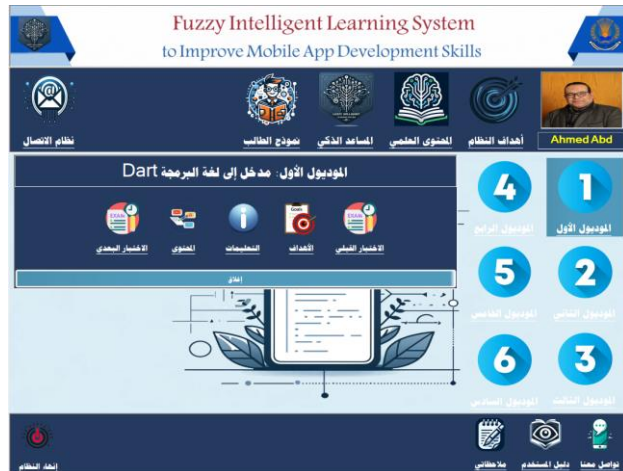 Fuzzy Intelligent Learning System
to Improve Mobile App Development Skills
Ahmed Abd
أهداف النظام
المحتوى العلمي
المساعد الذكي
نموذج الطالب
نظام الاتصال
الموديول الأول: مدخل إلى لغة البرمجة Dart
الاختبار القبلي
الأهداف
التعليمات
المحتوى
الاختبار البعدي
إغلاق
1
الموديول الأول
4
الموديول الرابع
2
الموديول الثاني
5
الموديول الخامس
3
الموديول الثالث
6
الموديول السادس
تواصل معنا
دليل المستخدم
ملاحظاتي
إنهاء النظام